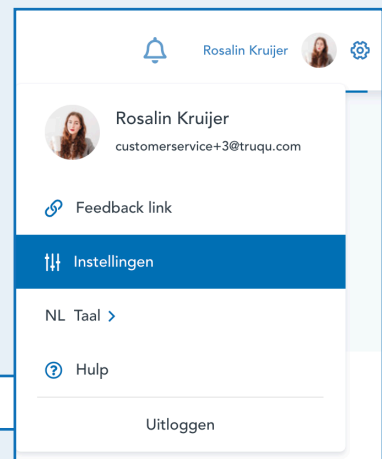 Rosalin Kruijer
Rosalin Kruijer
customerservice+3@truqu.com
Feedback link
Instellingen
NL Taal >
Hulp
Uitloggen